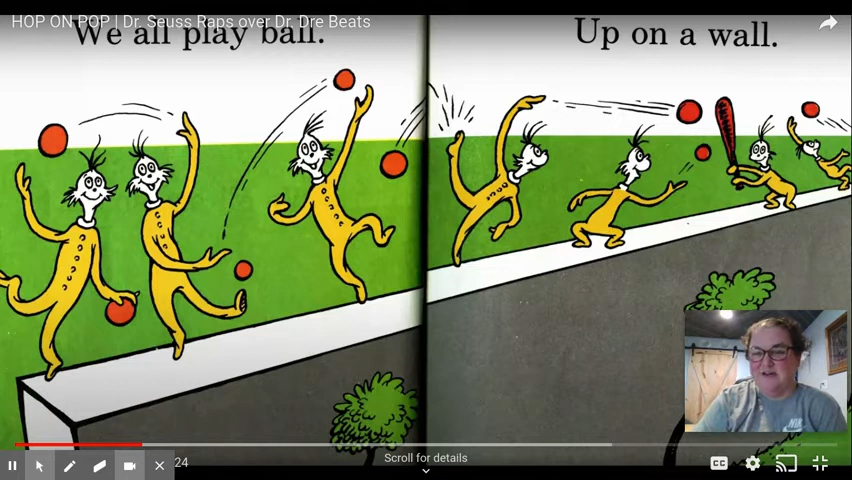 HOP ON POP | Dr. Seuss Raps over Dr. Dre Beats
We all play ball.
Up on a wall.
24
Scroll for details
CC